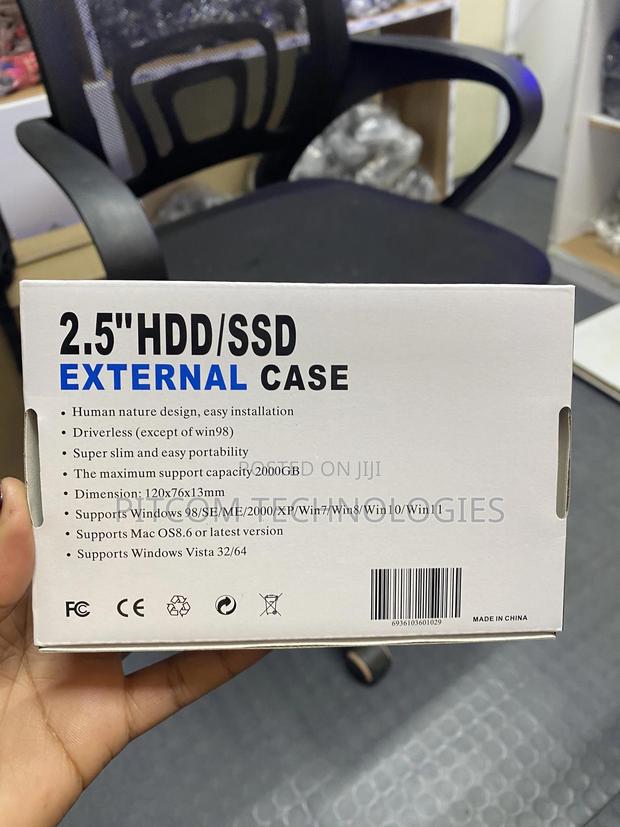 2.5"HDD/SSD
EXTERNAL CASE
• Human nature design, easy installation
• Driverless (except of win98)
• Super slim and easy portability
• The maximum support capacity 2000GB
POSTED ON JIJI
• Dimension: 120x76x13mm
• Supports Windows 98/SE/ME/2000/XP/Win7/Win8/Win10/Win11
PITCOM TECHNOLOGIES
• Supports Mac OS8.6 or latest version
• Supports Windows Vista 32/64
FC CE
6936103601029
MADE IN CHINA